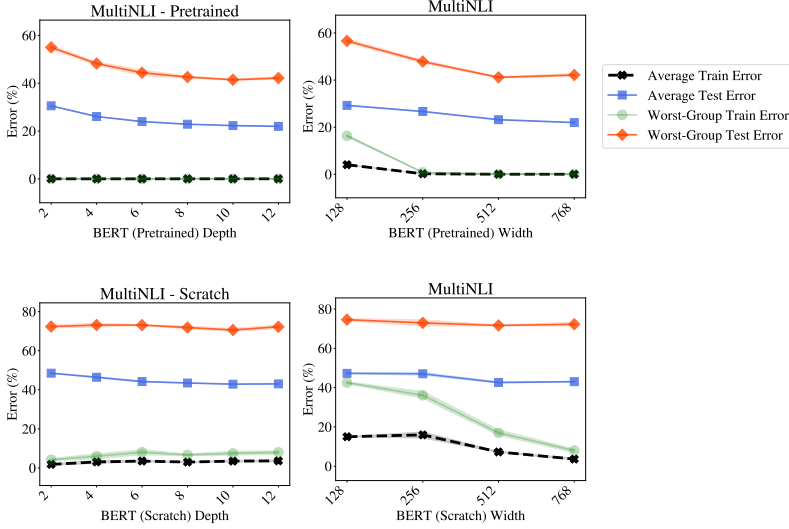 MultiNLI - Pretrained
Error (%)
60
40
20
0
2
4
6
8
10
12
BERT (Pretrained) Depth
MultiNLI
Error (%)
60
40
20
0
128
256
512
768
BERT (Pretrained) Width
Average Train Error
Average Test Error
Worst-Group Train Error
Worst-Group Test Error
MultiNLI - Scratch
Error (%)
80
60
40
20
0
2
4
6
8
10
12
BERT (Scratch) Depth
MultiNLI
Error (%)
80
60
40
20
0
128
256
512
768
BERT (Scratch) Width